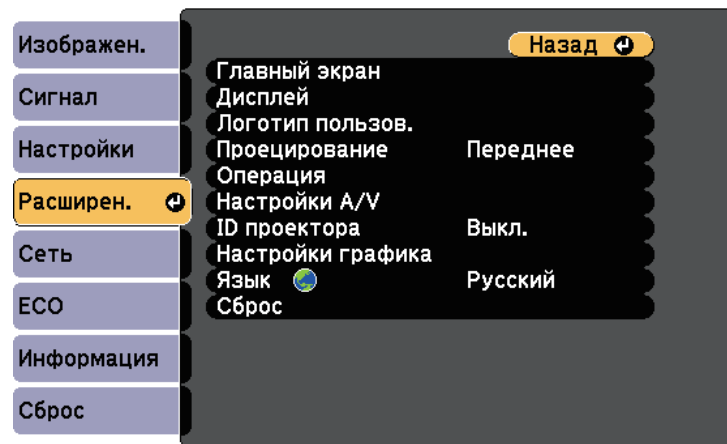 Изображен.
Сигнал
Настройки
Расширен.
Сеть
ECO
Информация
Сброс
Назад
Главный экран
Дисплей
Логотип пользов.
Проецирование Переднее
Операция
Настройки A/V
ID проектора Выкл.
Настройки графика
Язык Русский
Сброс